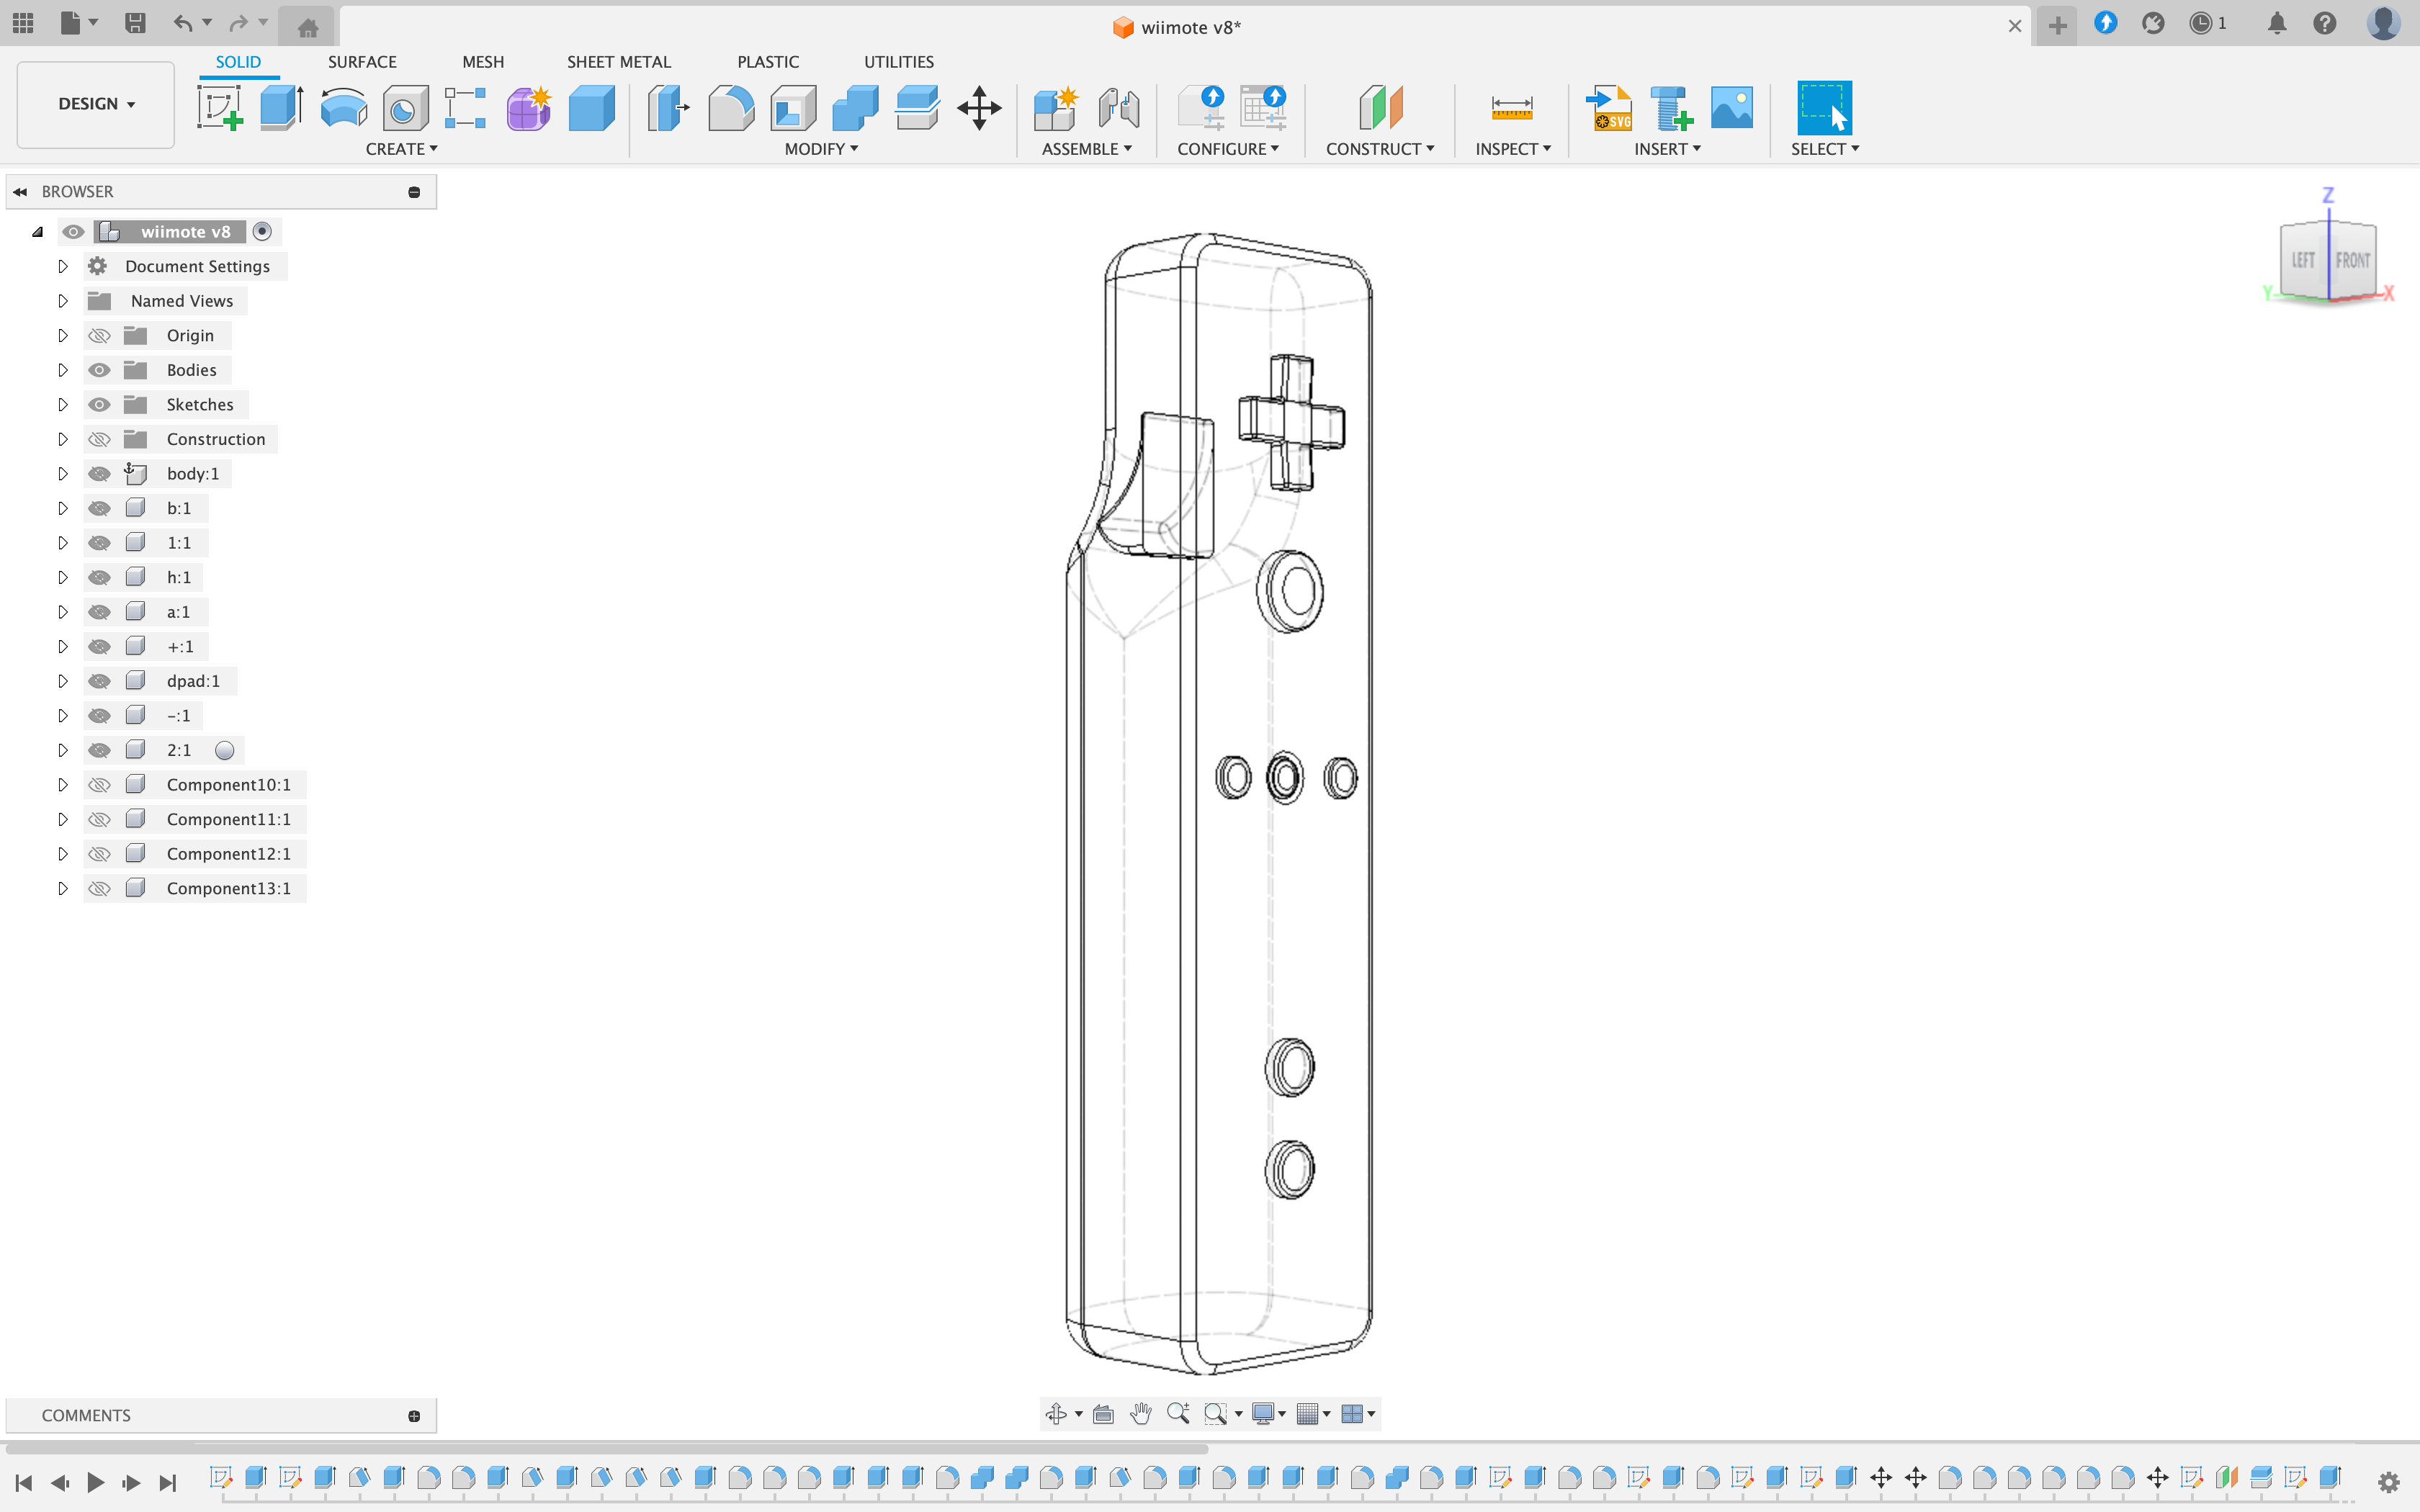 wiimote v8*
1
SOLID SURFACE MESH SHEET METAL PLASTIC UTILITIES
DESIGN
SVG
CREATE MODIFY ASSEMBLE CONFIGURE CONSTRUCT INSPECT INSERT SELECT
BROWSER
wiimote v8
Document Settings
Named Views
Origin
Bodies
Sketches
Construction
body:1
b:1
1:1
h:1
a:1
+:1
dpad:1
-:1
2:1
Component10:1
Component11:1
Component12:1
Component13:1
Z
LEFT FRONT
Y X
COMMENTS